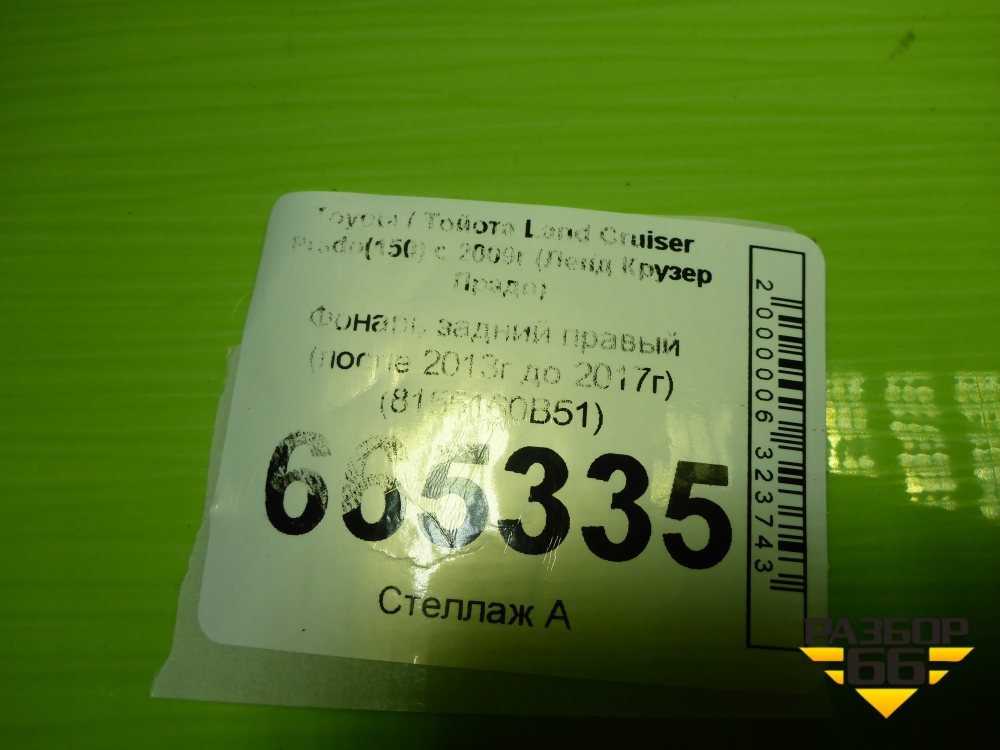 Toyota / Тойота Land Cruiser
Prado(150) с 2009г (Ленд Крузер
Прадо)
Фонарь задний правый
(после 2013г до 2017г)
(8155160B51)
665335
Стеллаж А
2000006323743
РАЗБОР
66